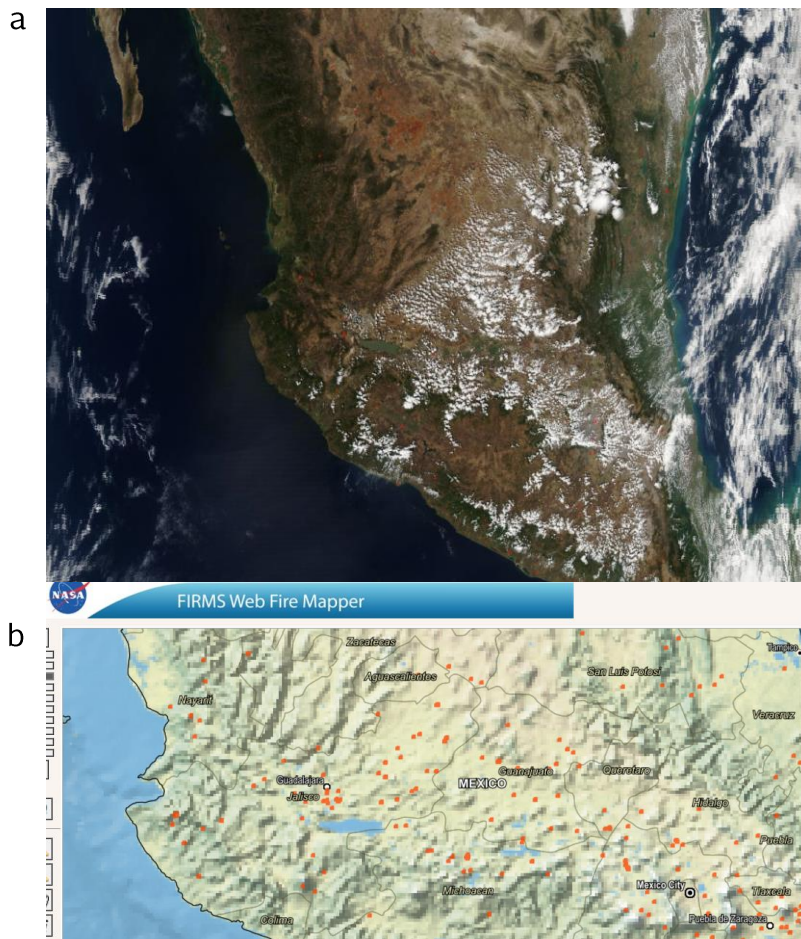 a
NASA
FIRMS Web Fire Mapper
b
Zacatecas
Tampico
San Luis Potosi
Aguascalientes
Nayarit
Veracruz
Guanajuato
Queretaro
MEXICO
Guadalajara
Jalisco
Hidalgo
Puebla
Mexico City
Michoacan
Tlaxcala
Colima
Puebla de Zaragoza